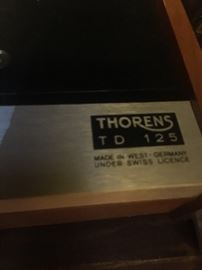 THORENS
TD 125
MADE IN WEST-GERMANY
UNDER SWISS LICENCE